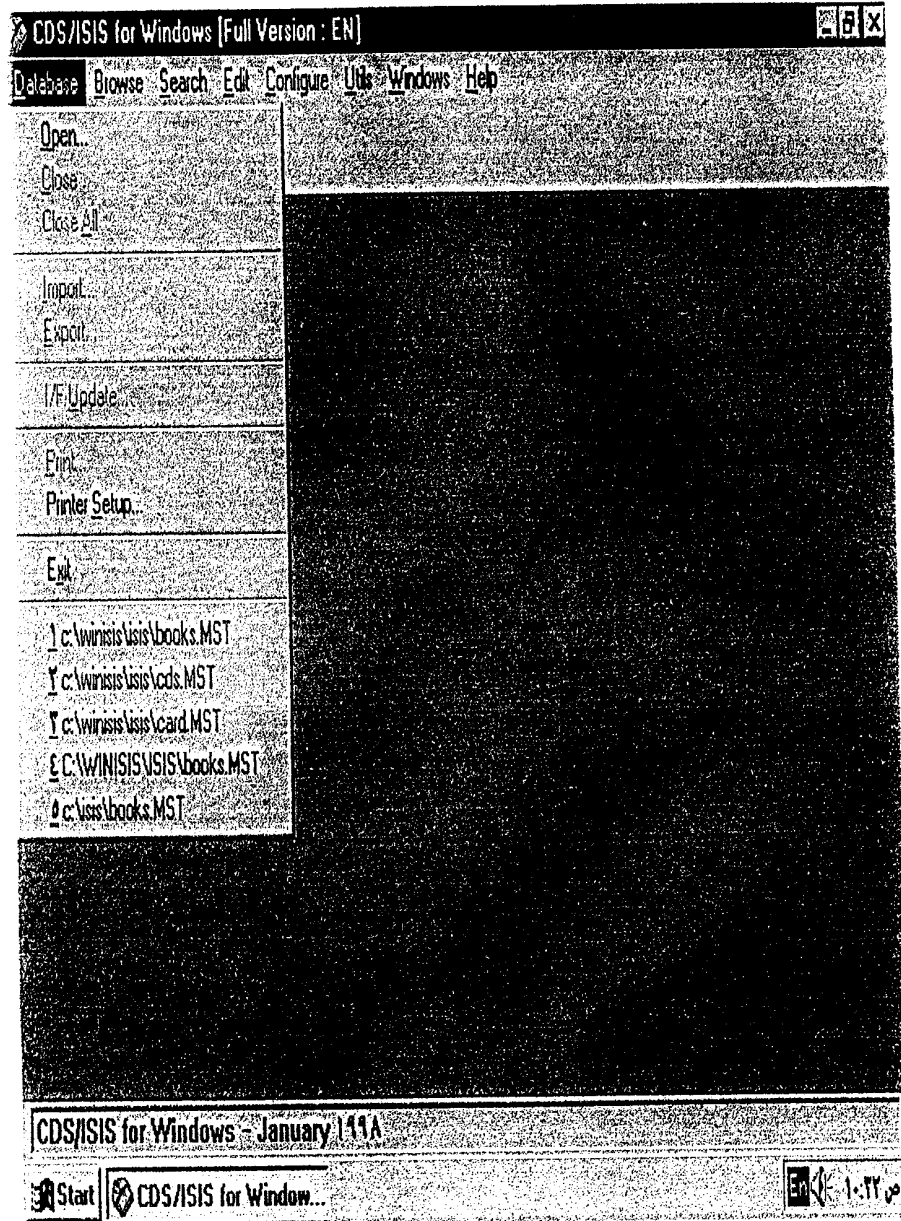 CDS/ISIS for Windows [Full Version : EN]
Database Browse Search Edit Configure Utils Windows Help
Open...
Close
Close All
Import...
Export...
I/F Update...
Print...
Printer Setup...
Exit
١ c:\winisis\isis\books.MST
٢ c:\winisis\isis\cds.MST
٣ c:\winisis\isis\card.MST
٤ C:\WINISIS\ISIS\books.MST
٥ c:\isis\books.MST
CDS/ISIS for Windows - January ١٩٩٨
Start CDS/ISIS for Window... En ١٠:٢٢ ص